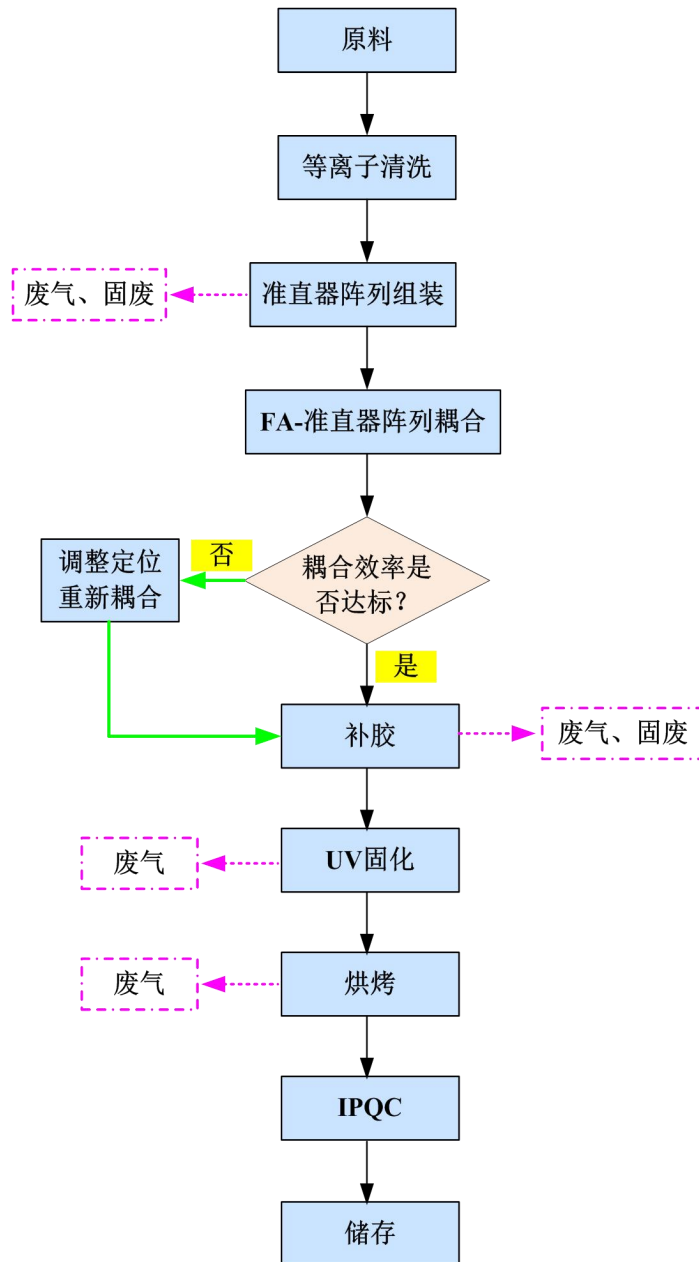 原料
等离子清洗
废气、固废
准直器阵列组装
FA-准直器阵列耦合
否
调整定位
重新耦合
耦合效率是
否达标？
是
补胶
废气、固废
废气
UV固化
废气
烘烤
IPQC
储存